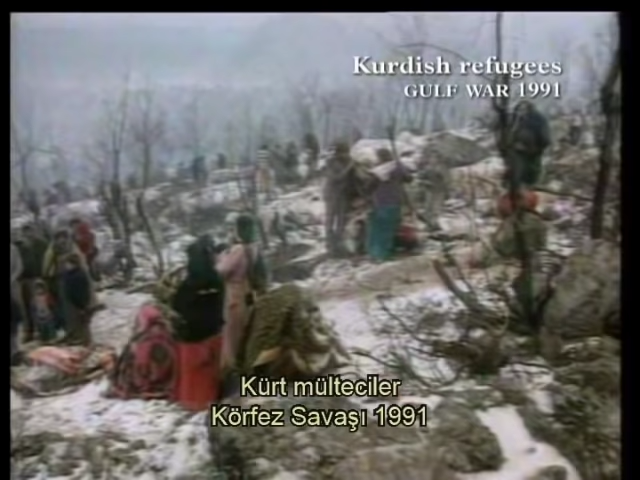 Kurdish refugees
GULF WAR 1991
Kürt mülteciler
Körfez Savaşı 1991